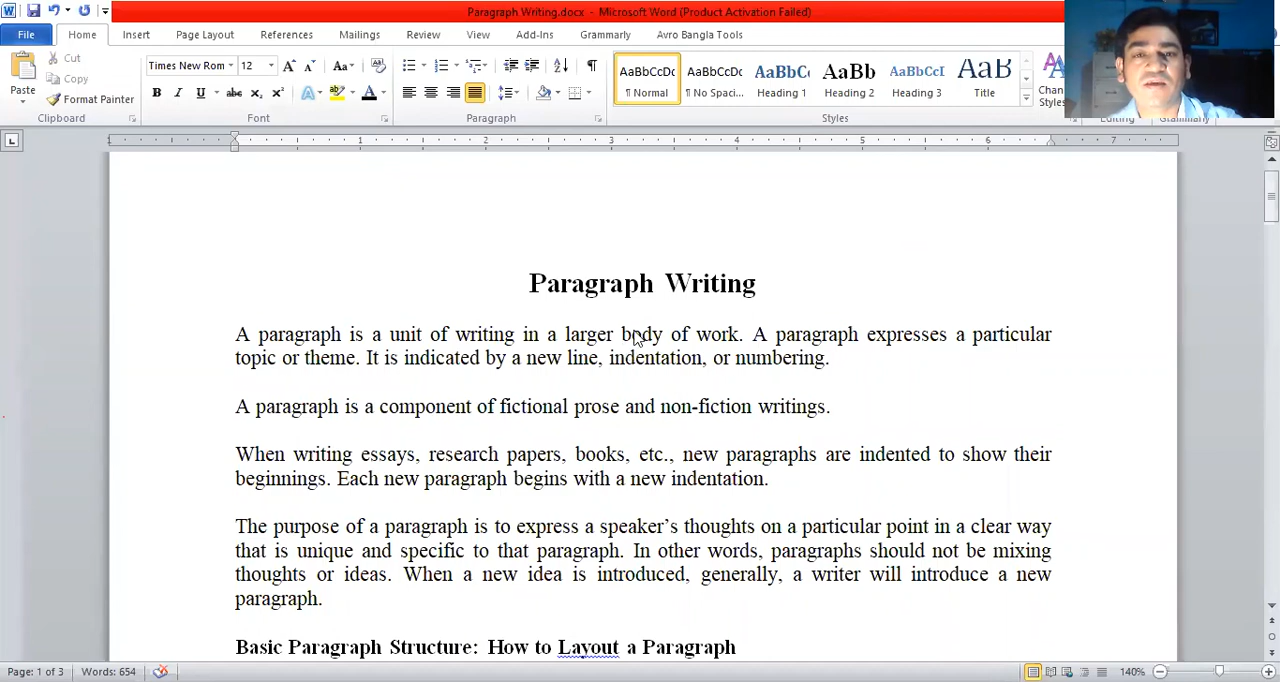 Paragraph Writing.docx - Microsoft Word (Product Activation Failed)
File Home Insert Page Layout References Mailings Review View Add-Ins Grammarly Avro Bangla Tools
Cut
Copy
Paste
Format Painter
Clipboard
Times New Rom 12
Font
Paragraph
AaBbCcDc AaBbCcDc AaBbC AaBb AaBbCcI AaB
¶ Normal ¶ No Spaci... Heading 1 Heading 2 Heading 3 Title
Styles
Paragraph Writing
A paragraph is a unit of writing in a larger body of work. A paragraph expresses a particular
topic or theme. It is indicated by a new line, indentation, or numbering.
A paragraph is a component of fictional prose and non-fiction writings.
When writing essays, research papers, books, etc., new paragraphs are indented to show their
beginnings. Each new paragraph begins with a new indentation.
The purpose of a paragraph is to express a speaker’s thoughts on a particular point in a clear way
that is unique and specific to that paragraph. In other words, paragraphs should not be mixing
thoughts or ideas. When a new idea is introduced, generally, a writer will introduce a new
paragraph.
Basic Paragraph Structure: How to Layout a Paragraph
Page: 1 of 3 Words: 654 140%